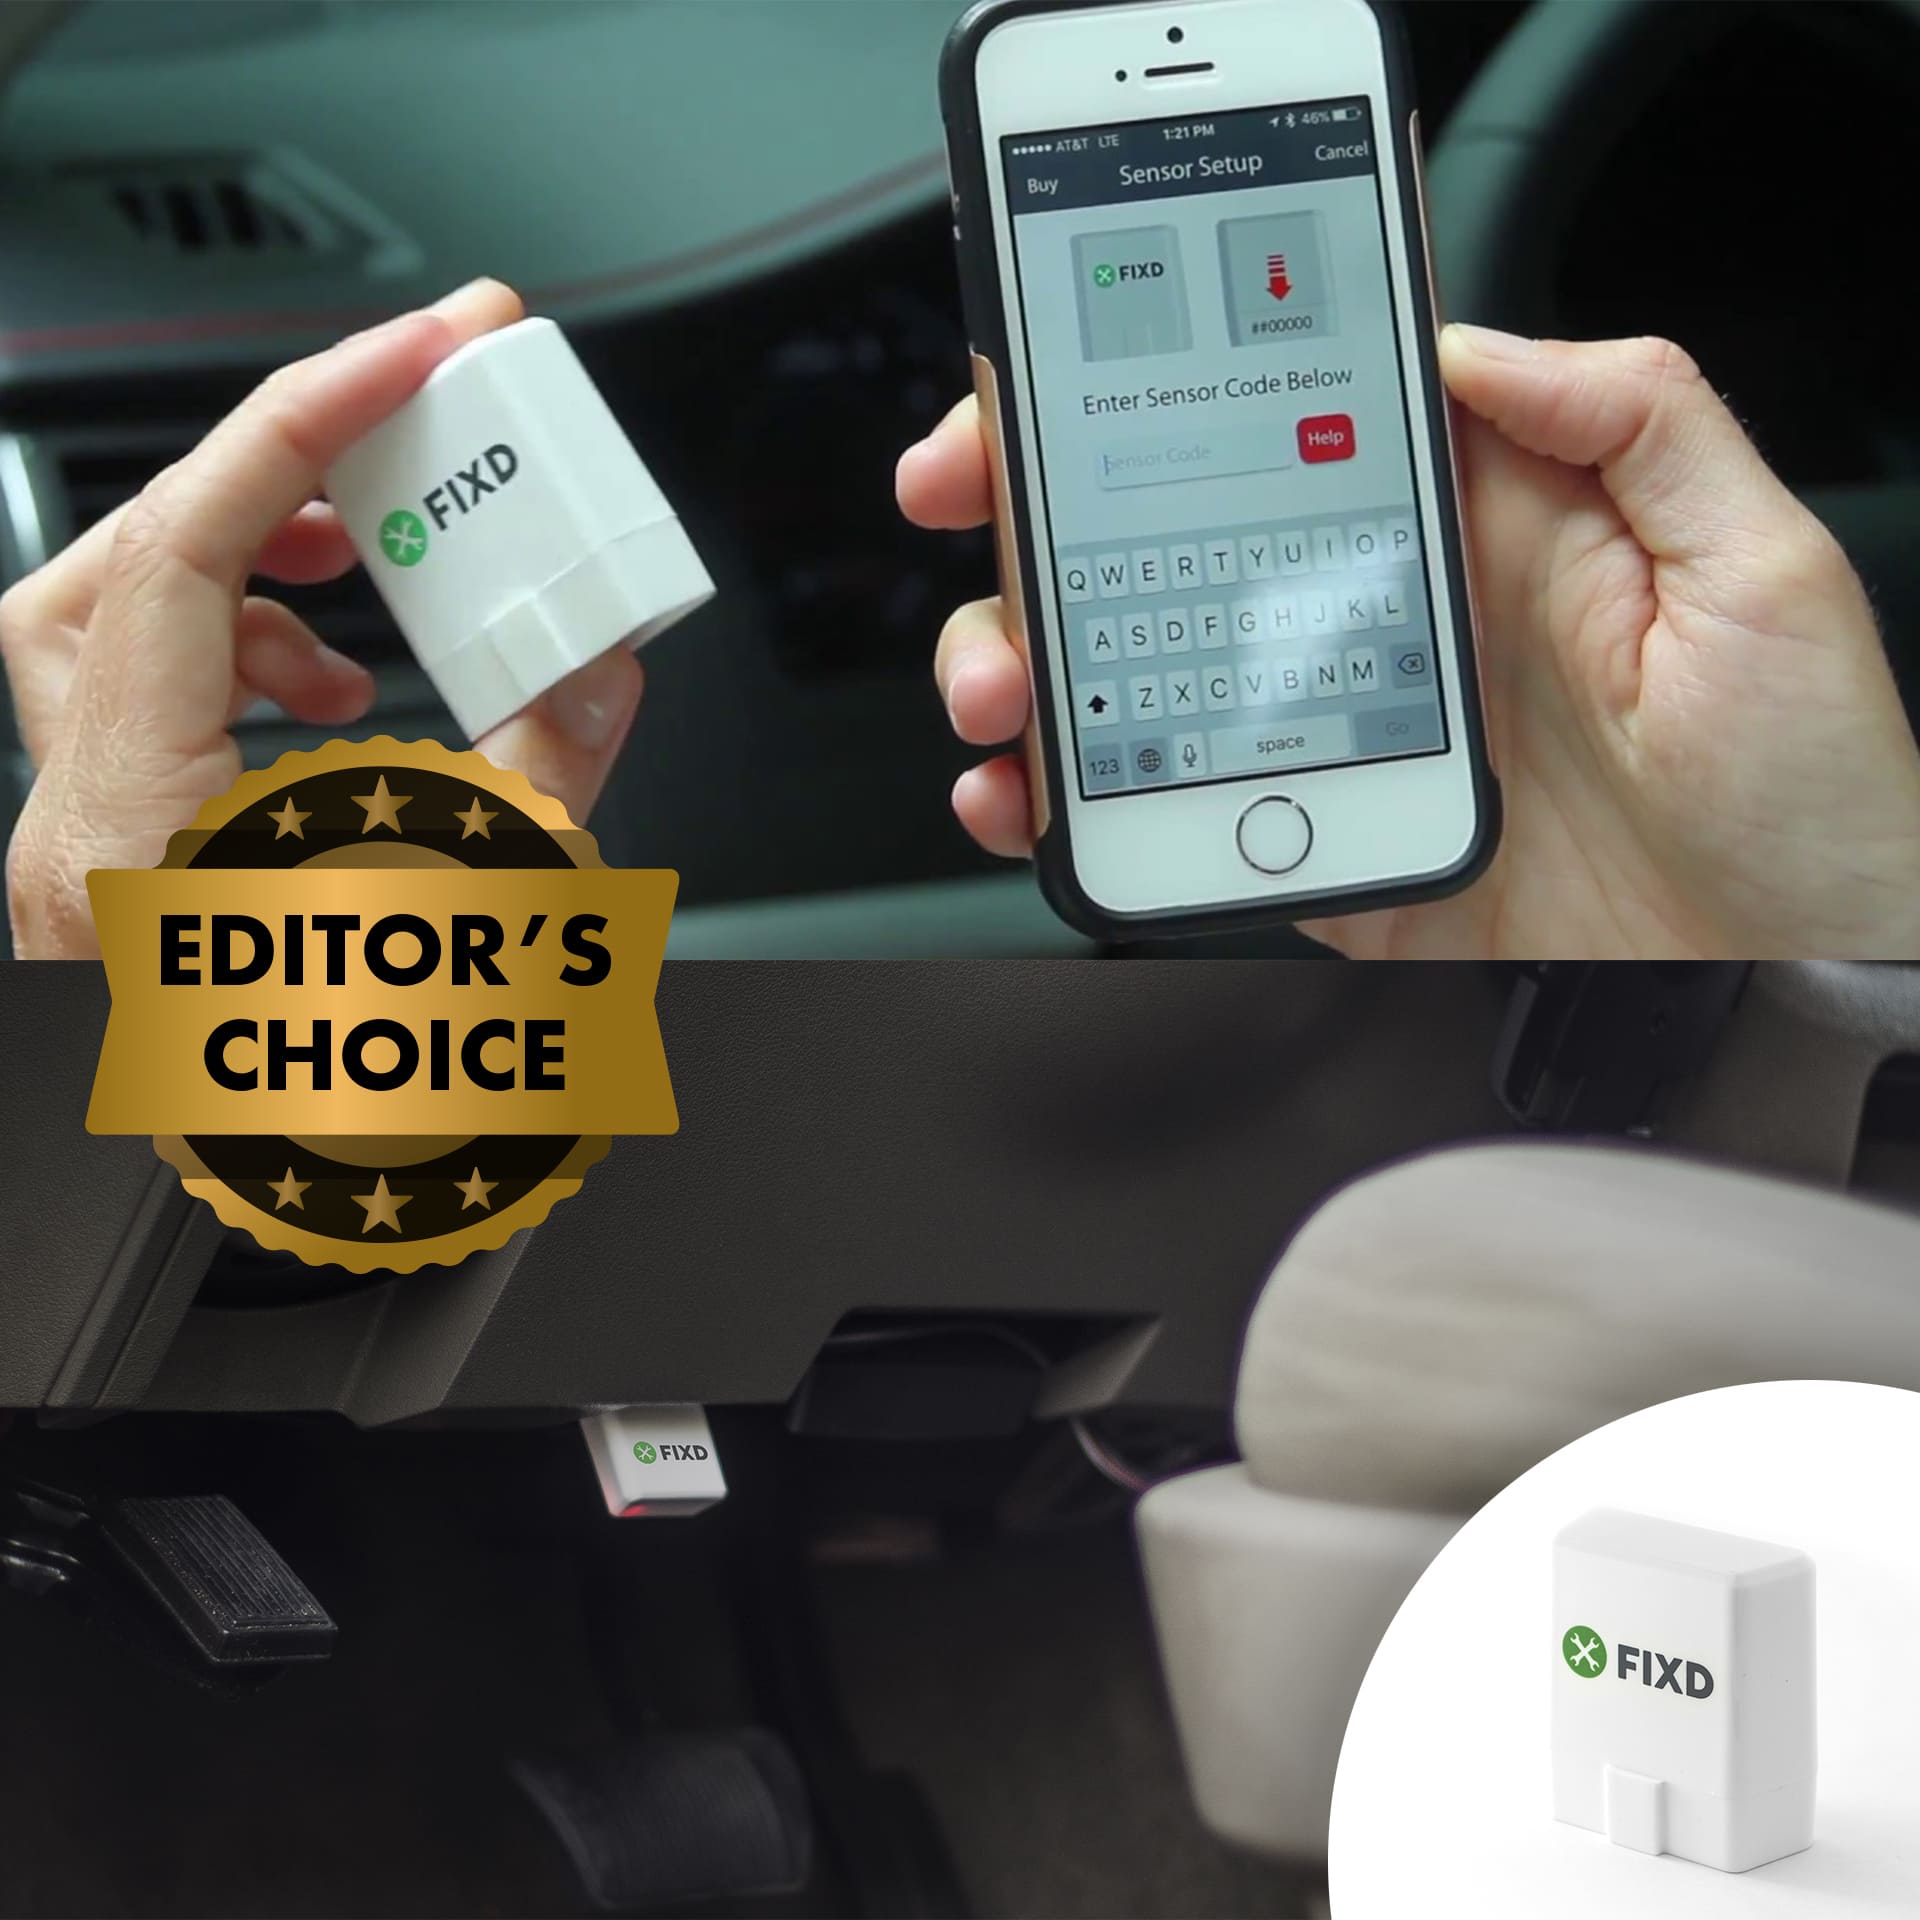 AT&T LTE 1:21 PM 46%
Buy Sensor Setup Cancel
FIXD
##00000
Enter Sensor Code Below
Sensor Code Help
Q W E R T Y U I O P
A S D F G H J K L
Z X C V B N M
123 space Go
FIXD
EDITOR’S
CHOICE
FIXD
FIXD